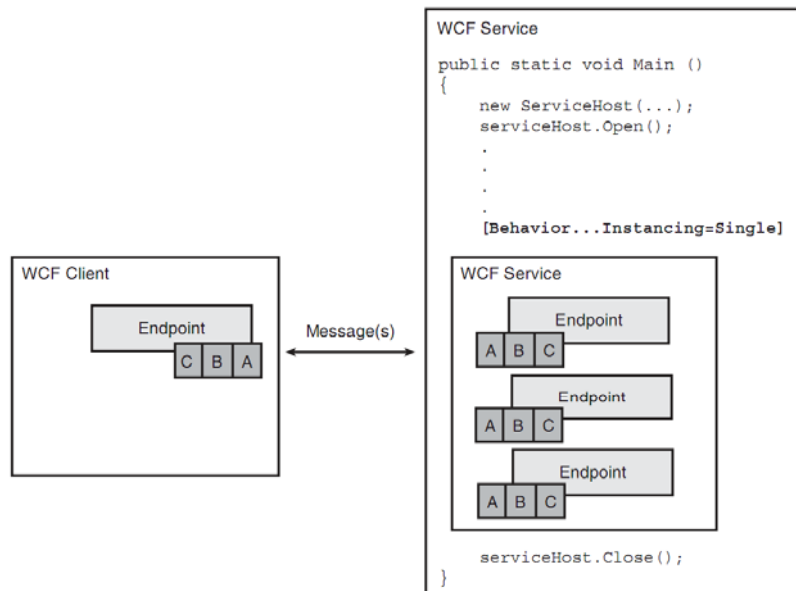 WCF Service
public static void Main ()
{
new ServiceHost(...);
serviceHost.Open();
.
.
.
.
[Behavior...Instancing=Single]
WCF Client
Endpoint
C B A
Message(s)
WCF Service
Endpoint
A B C
Endpoint
A B C
Endpoint
A B C
serviceHost.Close();
}